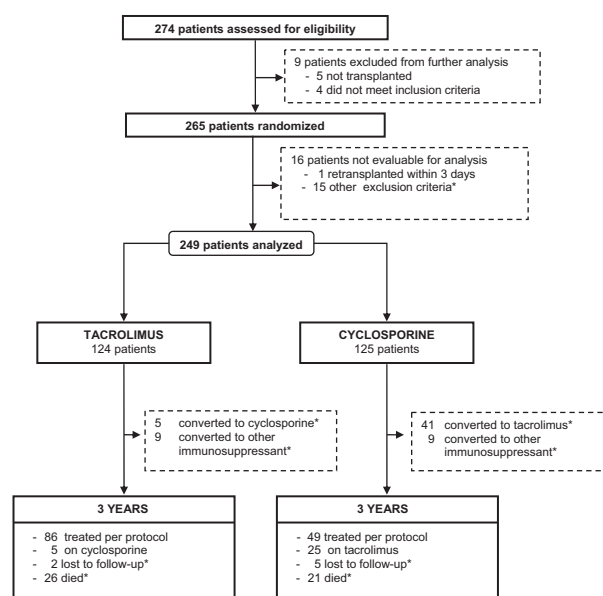 274 patients assessed for eligibility
9 patients excluded from further analysis
- 5 not transplanted
- 4 did not meet inclusion criteria
265 patients randomized
16 patients not evaluable for analysis
- 1 retransplanted within 3 days
- 15 other exclusion criteria*
249 patients analyzed
TACROLIMUS
124 patients
CYCLOSPORINE
125 patients
5 converted to cyclosporine*
9 converted to other
immunosuppressant*
41 converted to tacrolimus*
9 converted to other
immunosuppressant*
3 YEARS
- 86 treated per protocol
- 5 on cyclosporine
- 2 lost to follow-up*
- 26 died*
3 YEARS
- 49 treated per protocol
- 25 on tacrolimus
- 5 lost to follow-up*
- 21 died*